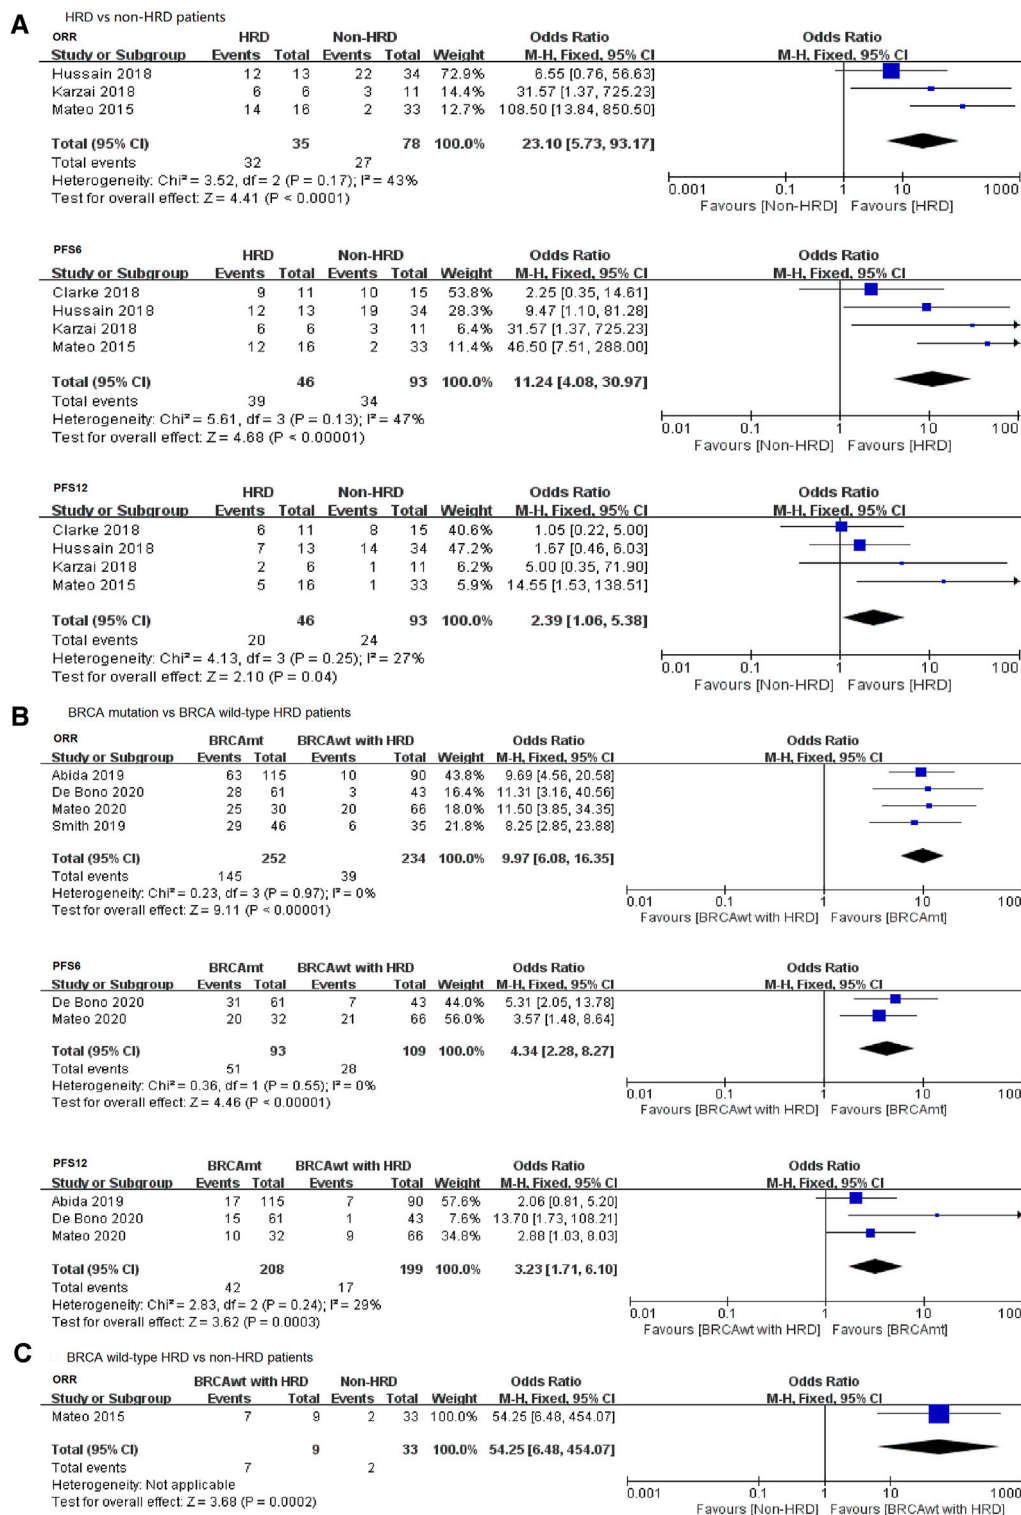 A
HRD vs non-HRD patients
ORR HRD Non-HRD Odds Ratio Odds Ratio
Study or Subgroup Events Total Events Total Weight M-H, Fixed, 95% CI M-H, Fixed, 95% CI
Hussain 2018 12 13 22 34 72.9% 6.55 [0.76, 56.63]
Karzai 2018 6 6 3 11 14.4% 31.57 [1.37, 725.23]
Mateo 2015 14 16 2 33 12.7% 108.50 [13.84, 850.50]
Total (95% CI) 35 78 100.0% 23.10 [5.73, 93.17]
Total events 32 27
Heterogeneity: Chi² = 3.52, df = 2 (P = 0.17); I² = 43%
Test for overall effect: Z = 4.41 (P < 0.0001)
0.001 0.1 1 10 1000
Favours [Non-HRD] Favours [HRD]
PFS6 HRD Non-HRD Odds Ratio Odds Ratio
Study or Subgroup Events Total Events Total Weight M-H, Fixed, 95% CI M-H, Fixed, 95% CI
Clarke 2018 9 11 10 15 53.8% 2.25 [0.35, 14.61]
Hussain 2018 12 13 19 34 28.3% 9.47 [1.10, 81.28]
Karzai 2018 6 6 3 11 6.4% 31.57 [1.37, 725.23]
Mateo 2015 12 16 2 33 11.4% 46.50 [7.51, 288.00]
Total (95% CI) 46 93 100.0% 11.24 [4.08, 30.97]
Total events 39 34
Heterogeneity: Chi² = 5.61, df = 3 (P = 0.13); I² = 47%
Test for overall effect: Z = 4.68 (P < 0.00001)
0.01 0.1 1 10 100
Favours [Non-HRD] Favours [HRD]
PFS12 HRD Non-HRD Odds Ratio Odds Ratio
Study or Subgroup Events Total Events Total Weight M-H, Fixed, 95% CI M-H, Fixed, 95% CI
Clarke 2018 6 11 8 15 40.6% 1.05 [0.22, 5.00]
Hussain 2018 7 13 14 34 47.2% 1.67 [0.46, 6.03]
Karzai 2018 2 6 1 11 6.2% 5.00 [0.35, 71.90]
Mateo 2015 5 16 1 33 5.9% 14.55 [1.53, 138.51]
Total (95% CI) 46 93 100.0% 2.39 [1.06, 5.38]
Total events 20 24
Heterogeneity: Chi² = 4.13, df = 3 (P = 0.25); I² = 27%
Test for overall effect: Z = 2.10 (P = 0.04)
0.01 0.1 1 10 100
Favours [Non-HRD] Favours [HRD]
B
BRCA mutation vs BRCA wild-type HRD patients
ORR BRCAmt BRCAwt with HRD Odds Ratio Odds Ratio
Study or Subgroup Events Total Events Total Weight M-H, Fixed, 95% CI M-H, Fixed, 95% CI
Abida 2019 63 115 10 90 43.8% 9.69 [4.56, 20.58]
De Bono 2020 28 61 3 43 16.4% 11.31 [3.16, 40.56]
Mateo 2020 25 30 20 66 18.0% 11.50 [3.85, 34.35]
Smith 2019 29 46 6 35 21.8% 8.25 [2.85, 23.88]
Total (95% CI) 252 234 100.0% 9.97 [6.08, 16.35]
Total events 145 39
Heterogeneity: Chi² = 0.23, df = 3 (P = 0.97); I² = 0%
Test for overall effect: Z = 9.11 (P < 0.00001)
0.01 0.1 1 10 100
Favours [BRCAwt with HRD] Favours [BRCAmt]
PFS6 BRCAmt BRCAwt with HRD Odds Ratio Odds Ratio
Study or Subgroup Events Total Events Total Weight M-H, Fixed, 95% CI M-H, Fixed, 95% CI
De Bono 2020 31 61 7 43 44.0% 5.31 [2.05, 13.78]
Mateo 2020 20 32 21 66 56.0% 3.57 [1.48, 8.64]
Total (95% CI) 93 109 100.0% 4.34 [2.28, 8.27]
Total events 51 28
Heterogeneity: Chi² = 0.36, df = 1 (P = 0.55); I² = 0%
Test for overall effect: Z = 4.46 (P < 0.00001)
0.01 0.1 1 10 100
Favours [BRCAwt with HRD] Favours [BRCAmt]
PFS12 BRCAmt BRCAwt with HRD Odds Ratio Odds Ratio
Study or Subgroup Events Total Events Total Weight M-H, Fixed, 95% CI M-H, Fixed, 95% CI
Abida 2019 17 115 7 90 57.6% 2.06 [0.81, 5.20]
De Bono 2020 15 61 1 43 7.6% 13.70 [1.73, 108.21]
Mateo 2020 10 32 9 66 34.8% 2.88 [1.03, 8.03]
Total (95% CI) 208 199 100.0% 3.23 [1.71, 6.10]
Total events 42 17
Heterogeneity: Chi² = 2.83, df = 2 (P = 0.24); I² = 29%
Test for overall effect: Z = 3.62 (P = 0.0003)
0.01 0.1 1 10 100
Favours [BRCAwt with HRD] Favours [BRCAmt]
C
BRCA wild-type HRD vs non-HRD patients
ORR BRCAwt with HRD Non-HRD Odds Ratio Odds Ratio
Study or Subgroup Events Total Events Total Weight M-H, Fixed, 95% CI M-H, Fixed, 95% CI
Mateo 2015 7 9 2 33 100.0% 54.25 [6.48, 454.07]
Total (95% CI) 9 33 100.0% 54.25 [6.48, 454.07]
Total events 7 2
Heterogeneity: Not applicable
Test for overall effect: Z = 3.68 (P = 0.0002)
0.001 0.1 1 10 1000
Favours [Non-HRD] Favours [BRCAwt with HRD]